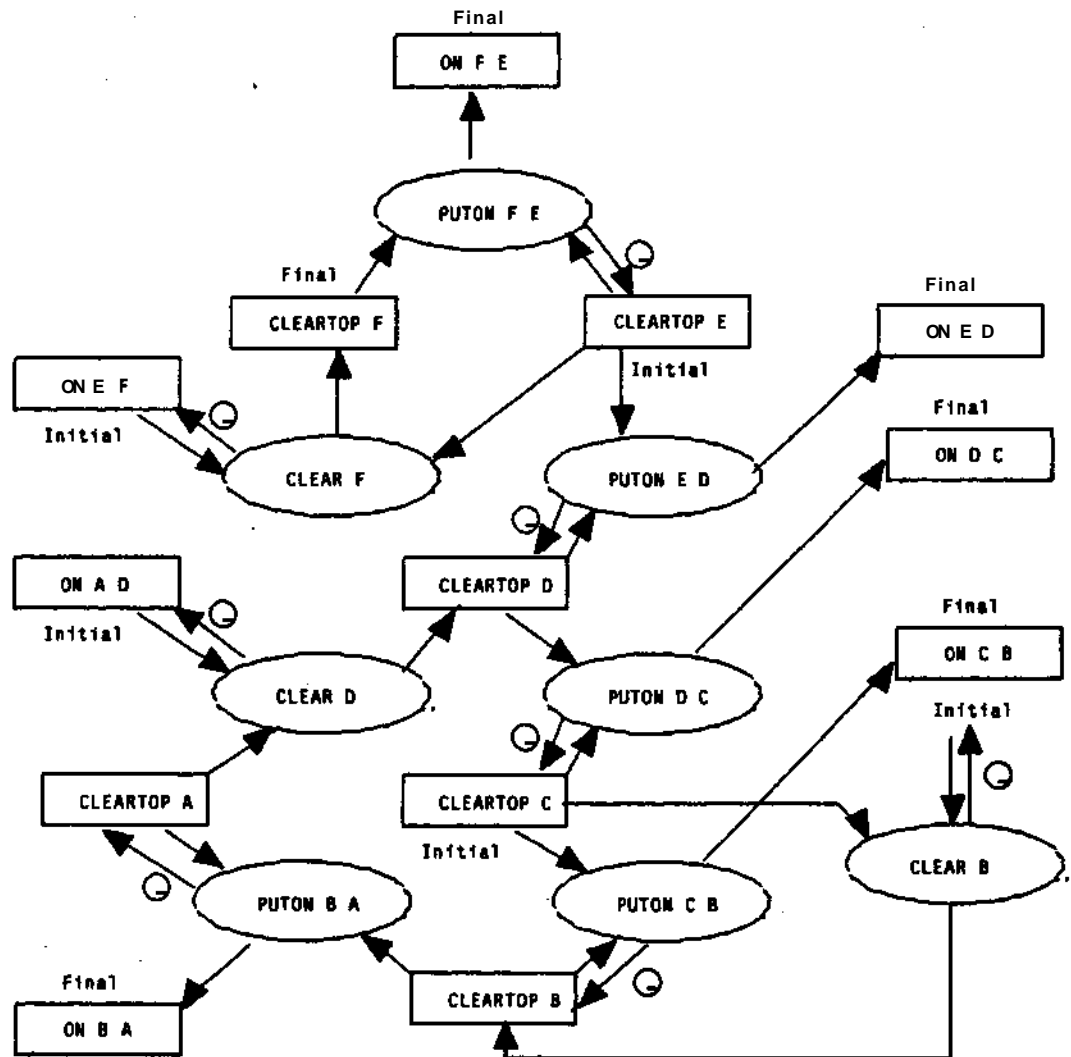 Final
ON F E
PUTON F E
Final
CLEARTOP F
CLEARTOP E
Initial
Final
ON E D
ON E F
Initial
CLEAR F
PUTON E D
Final
ON D C
ON A D
Initial
CLEARTOP D
CLEAR D
PUTON D C
Final
ON C B
Initial
CLEARTOP A
CLEARTOP C
Initial
CLEAR B
PUTON B A
PUTON C B
CLEARTOP B
Final
ON B A